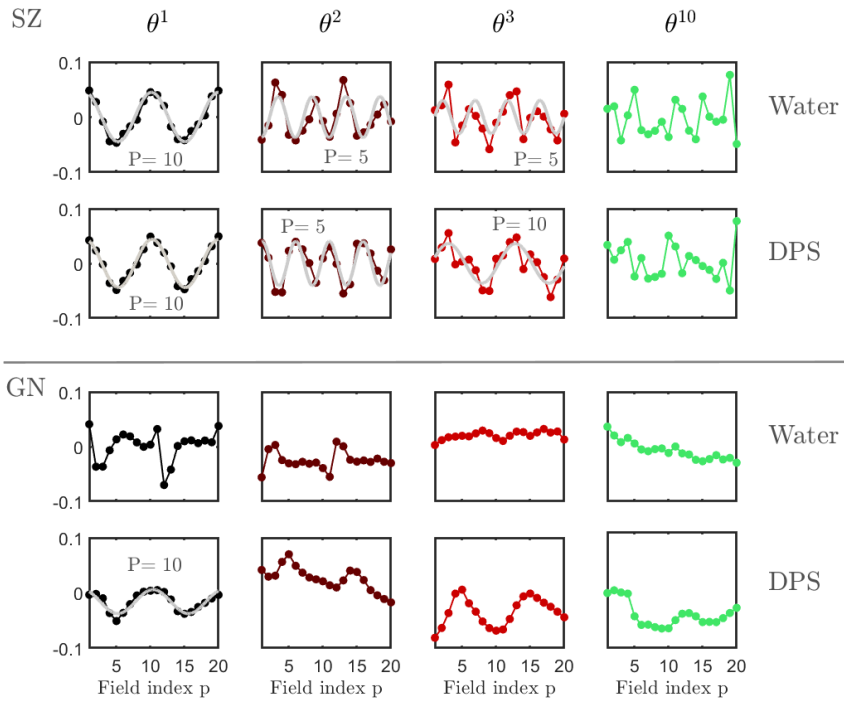 SZ
θ¹ θ² θ³ θ¹⁰
0.1
0
-0.1
P= 10
P= 5
P= 5
Water
0.1
0
-0.1
P= 10
P= 5
P= 10
DPS
GN
0.1
0
-0.1
Water
0.1
0
-0.1
P= 10
DPS
5 10 15 20 5 10 15 20 5 10 15 20 5 10 15 20
Field index p Field index p Field index p Field index p